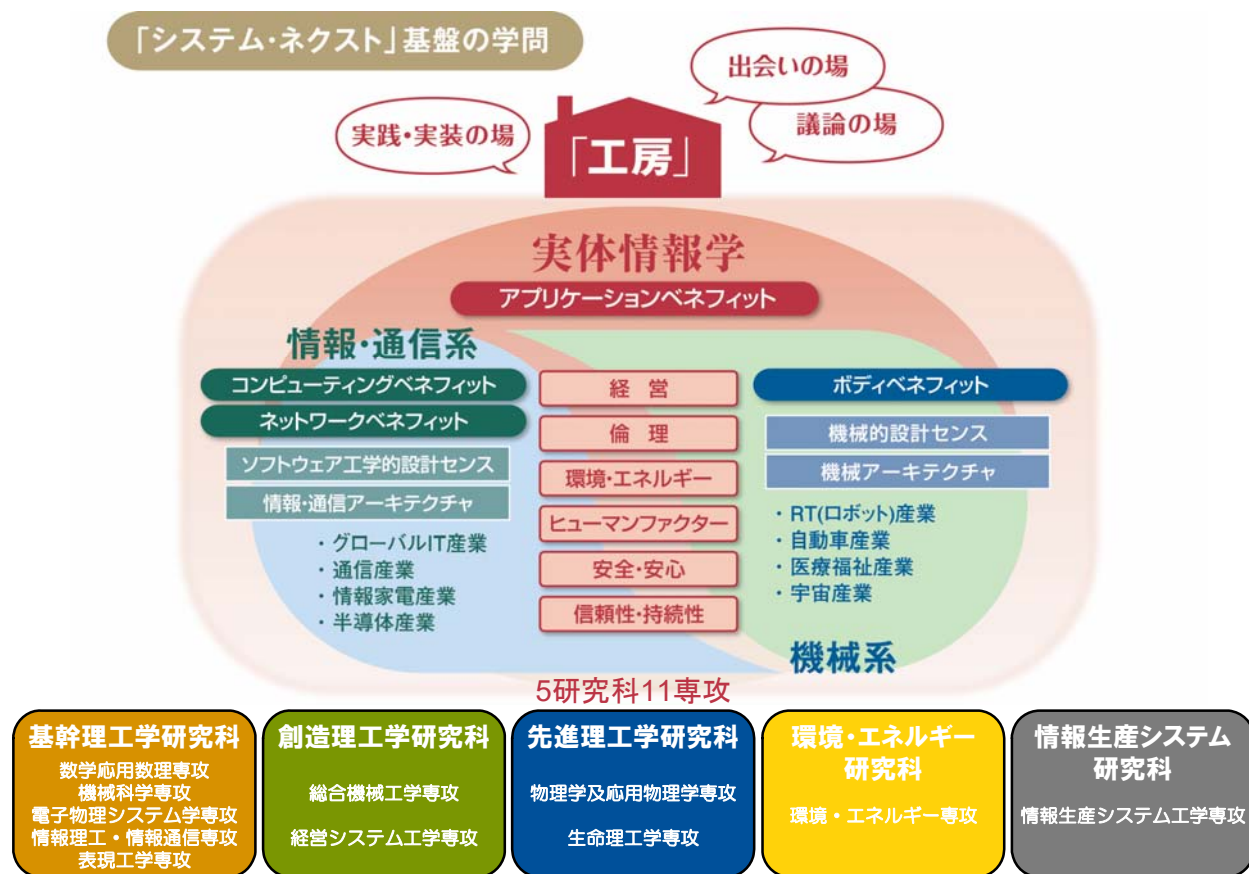 「システム・ネクスト」基盤の学問
出会いの場
議論の場
実践・実装の場
「工房」
実体情報学
アプリケーションベネフィット
情報・通信系
コンピューティングベネフィット
ネットワークベネフィット
ソフトウェア工学的設計センス
情報・通信アーキテクチャ
・グローバルIT産業
・通信産業
・情報家電産業
・半導体産業
経 営
倫 理
環境・エネルギー
ヒューマンファクター
安全・安心
信頼性・持続性
ボディベネフィット
機械的設計センス
機械アーキテクチャ
・RT(ロボット)産業
・自動車産業
・医療福祉産業
・宇宙産業
機械系
5研究科11専攻
基幹理工学研究科
数学応用数理専攻
機械科学専攻
電子物理システム学専攻
情報理工・情報通信専攻
表現工学専攻
創造理工学研究科
総合機械工学専攻
経営システム工学専攻
先進理工学研究科
物理学及応用物理学専攻
生命理工学専攻
環境・エネルギー
研究科
環境・エネルギー専攻
情報生産システム
研究科
情報生産システム工学専攻